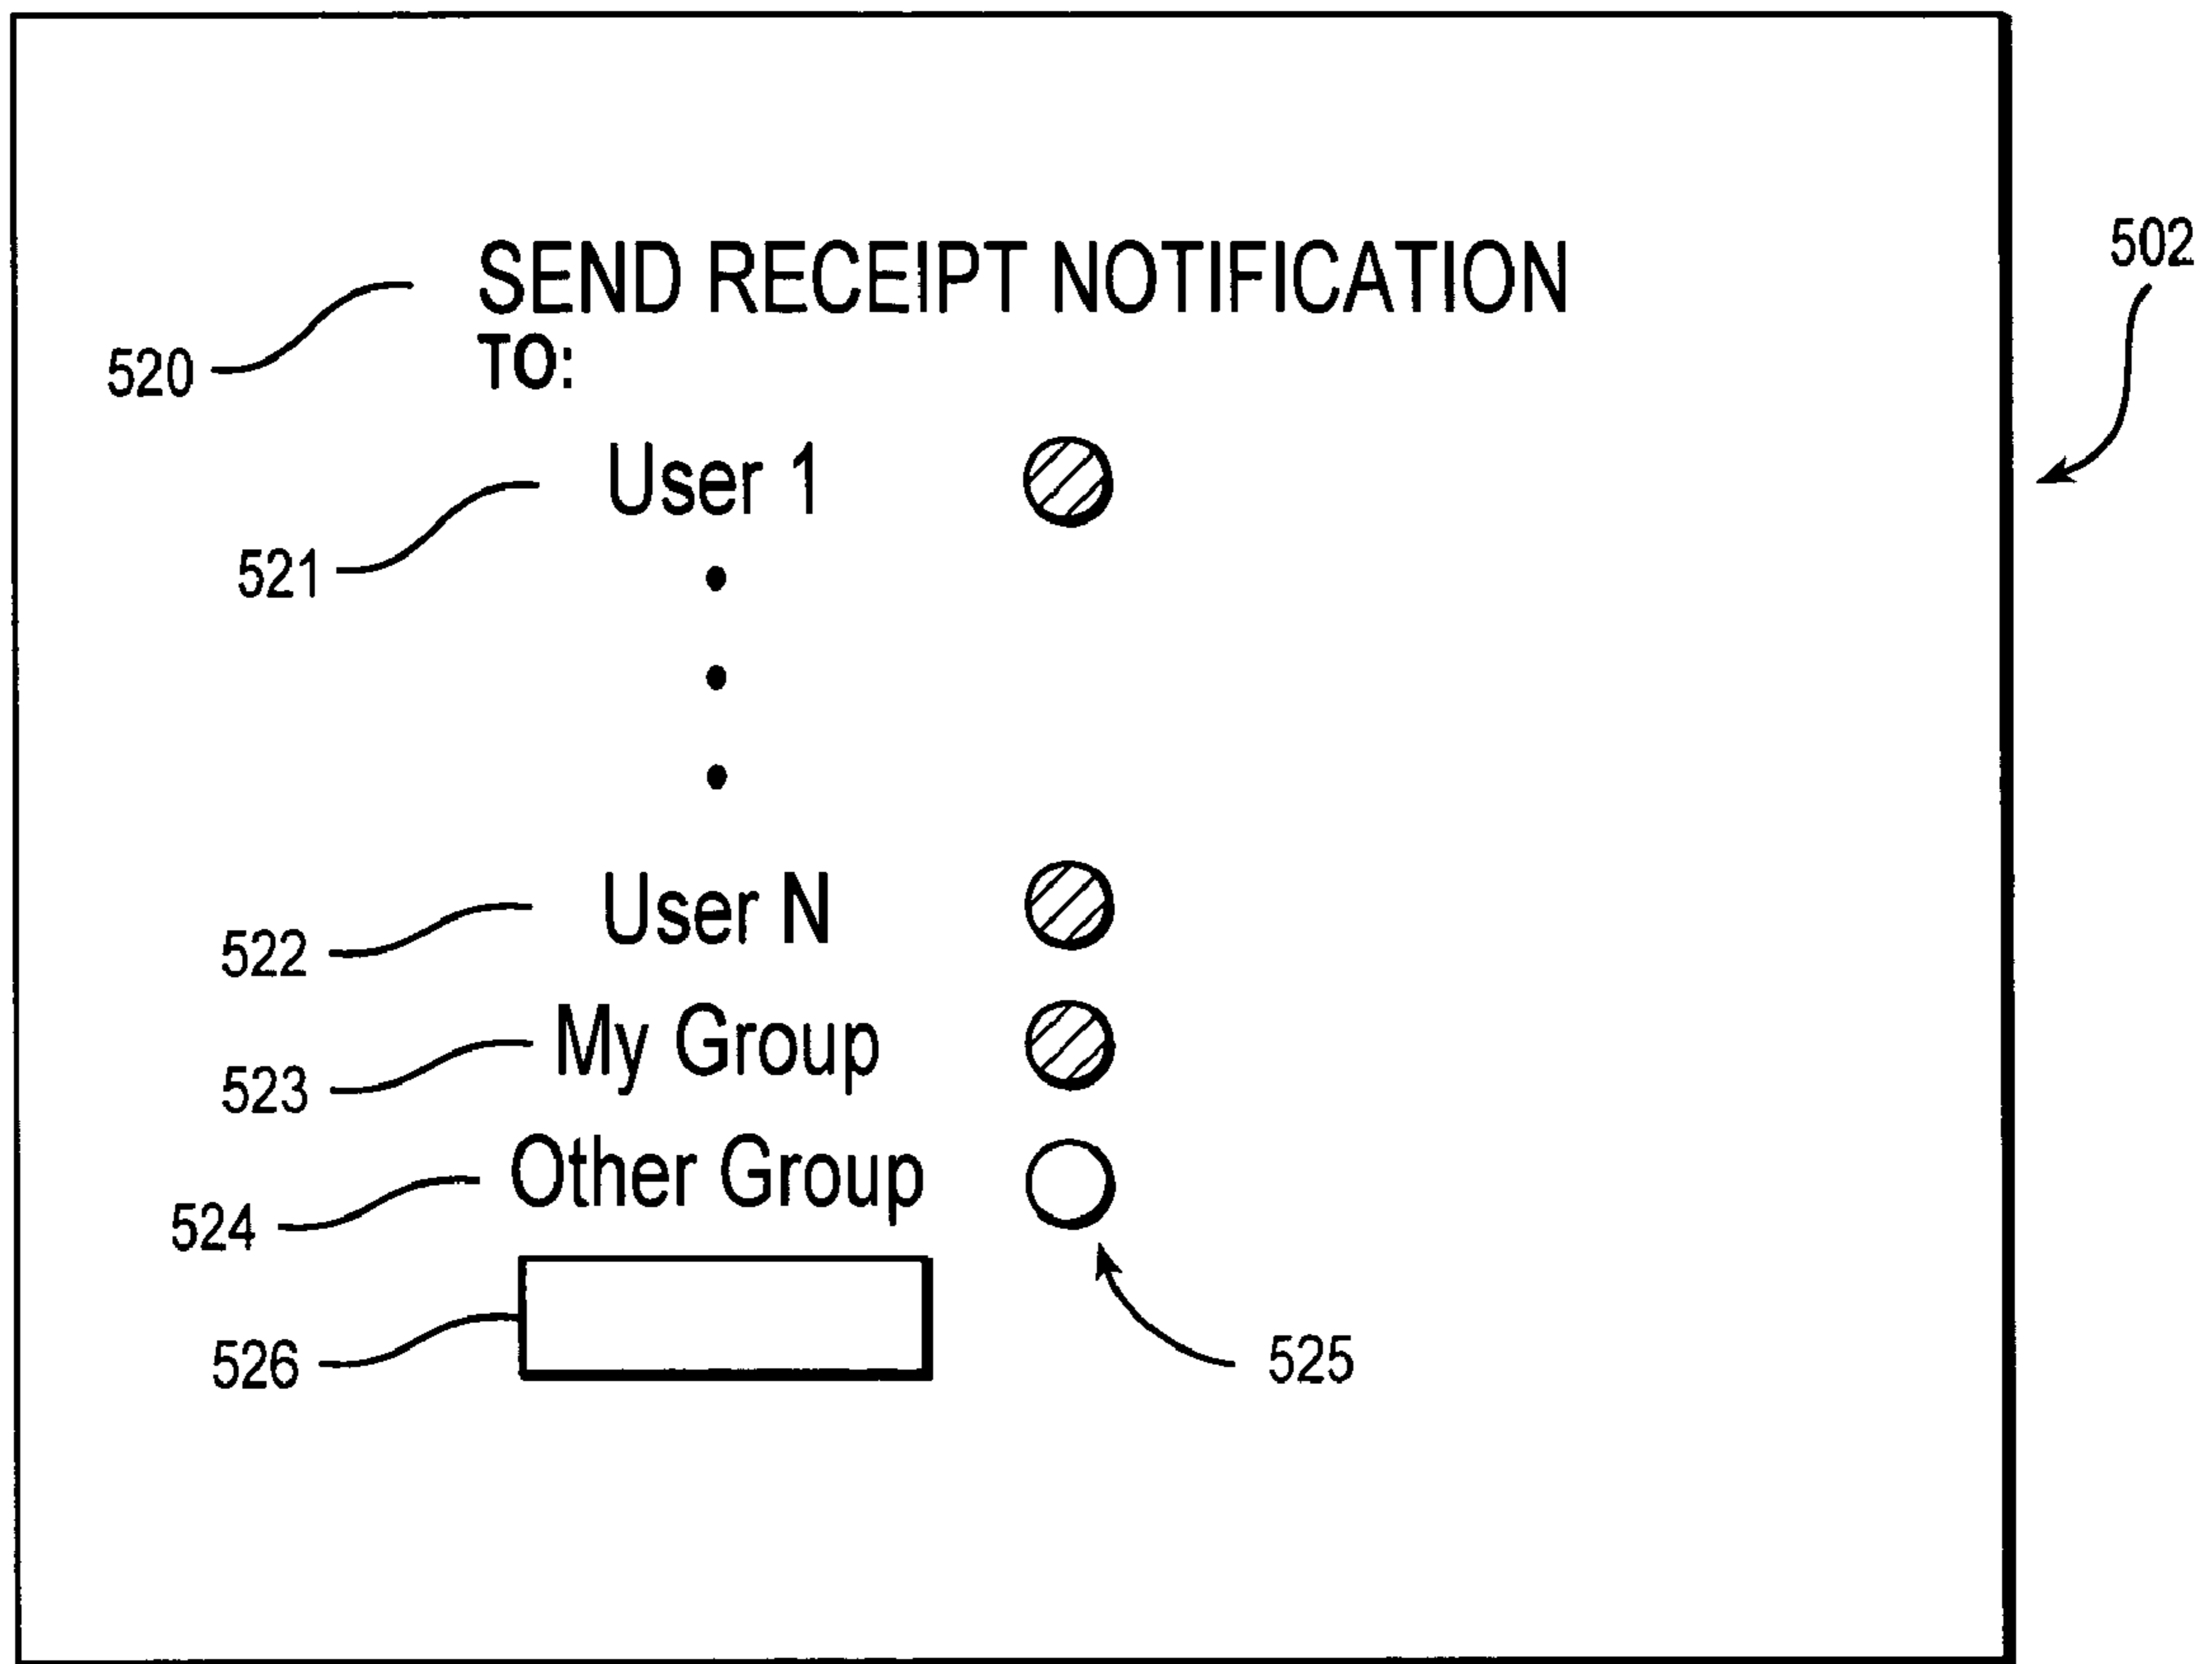 502
SEND RECEIPT NOTIFICATION
520
TO:
User 1
521
User N
522
My Group
523
Other Group
524
526
525